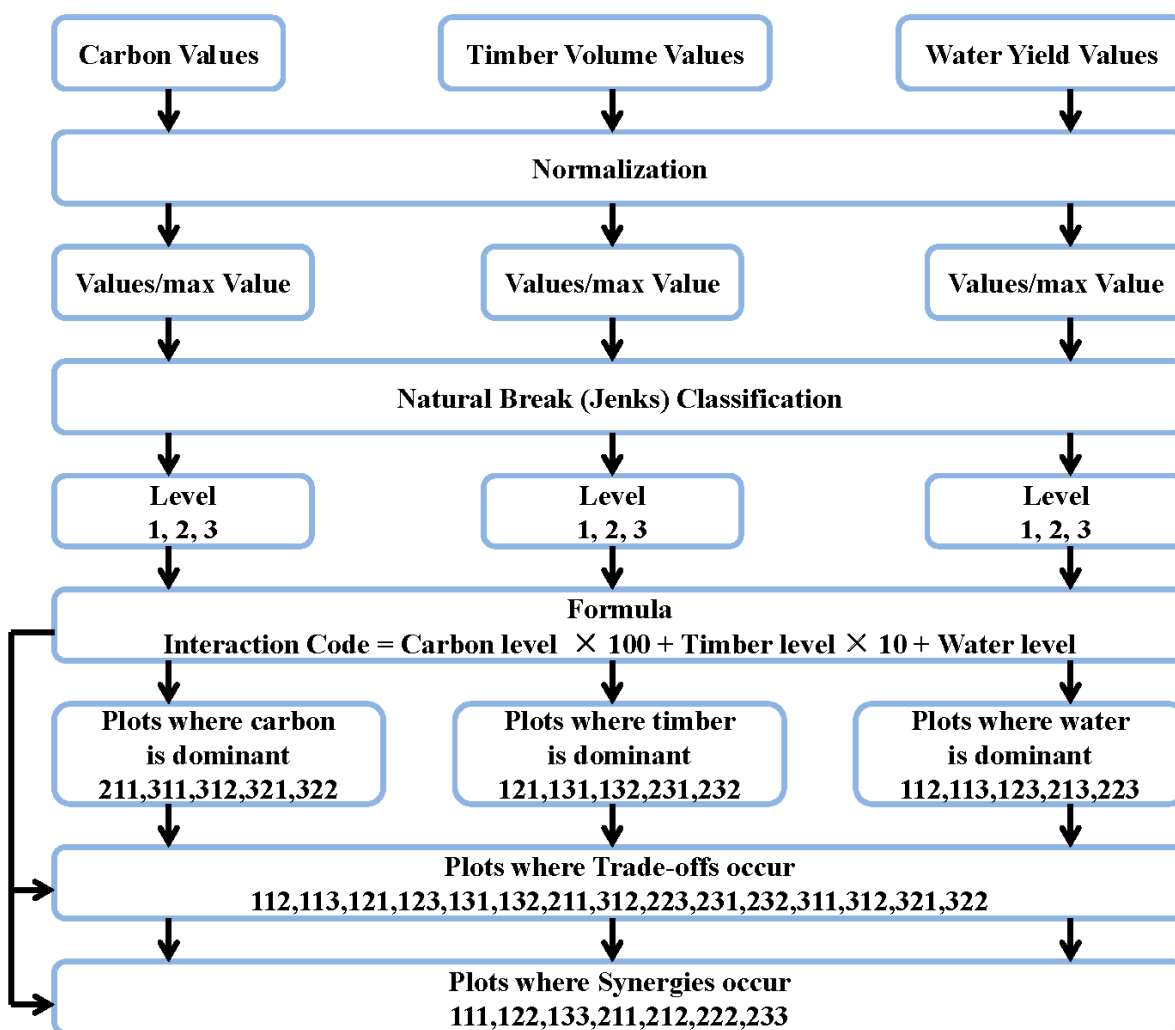 Carbon Values
Timber Volume Values
Water Yield Values
Normalization
Values/max Value
Values/max Value
Values/max Value
Natural Break (Jenks) Classification
Level
1, 2, 3
Level
1, 2, 3
Level
1, 2, 3
Formula
Interaction Code = Carbon level × 100 + Timber level × 10 + Water level
Plots where carbon
is dominant
211,311,312,321,322
Plots where timber
is dominant
121,131,132,231,232
Plots where water
is dominant
112,113,123,213,223
Plots where Trade-offs occur
112,113,121,123,131,132,211,312,223,231,232,311,312,321,322
Plots where Synergies occur
111,122,133,211,212,222,233